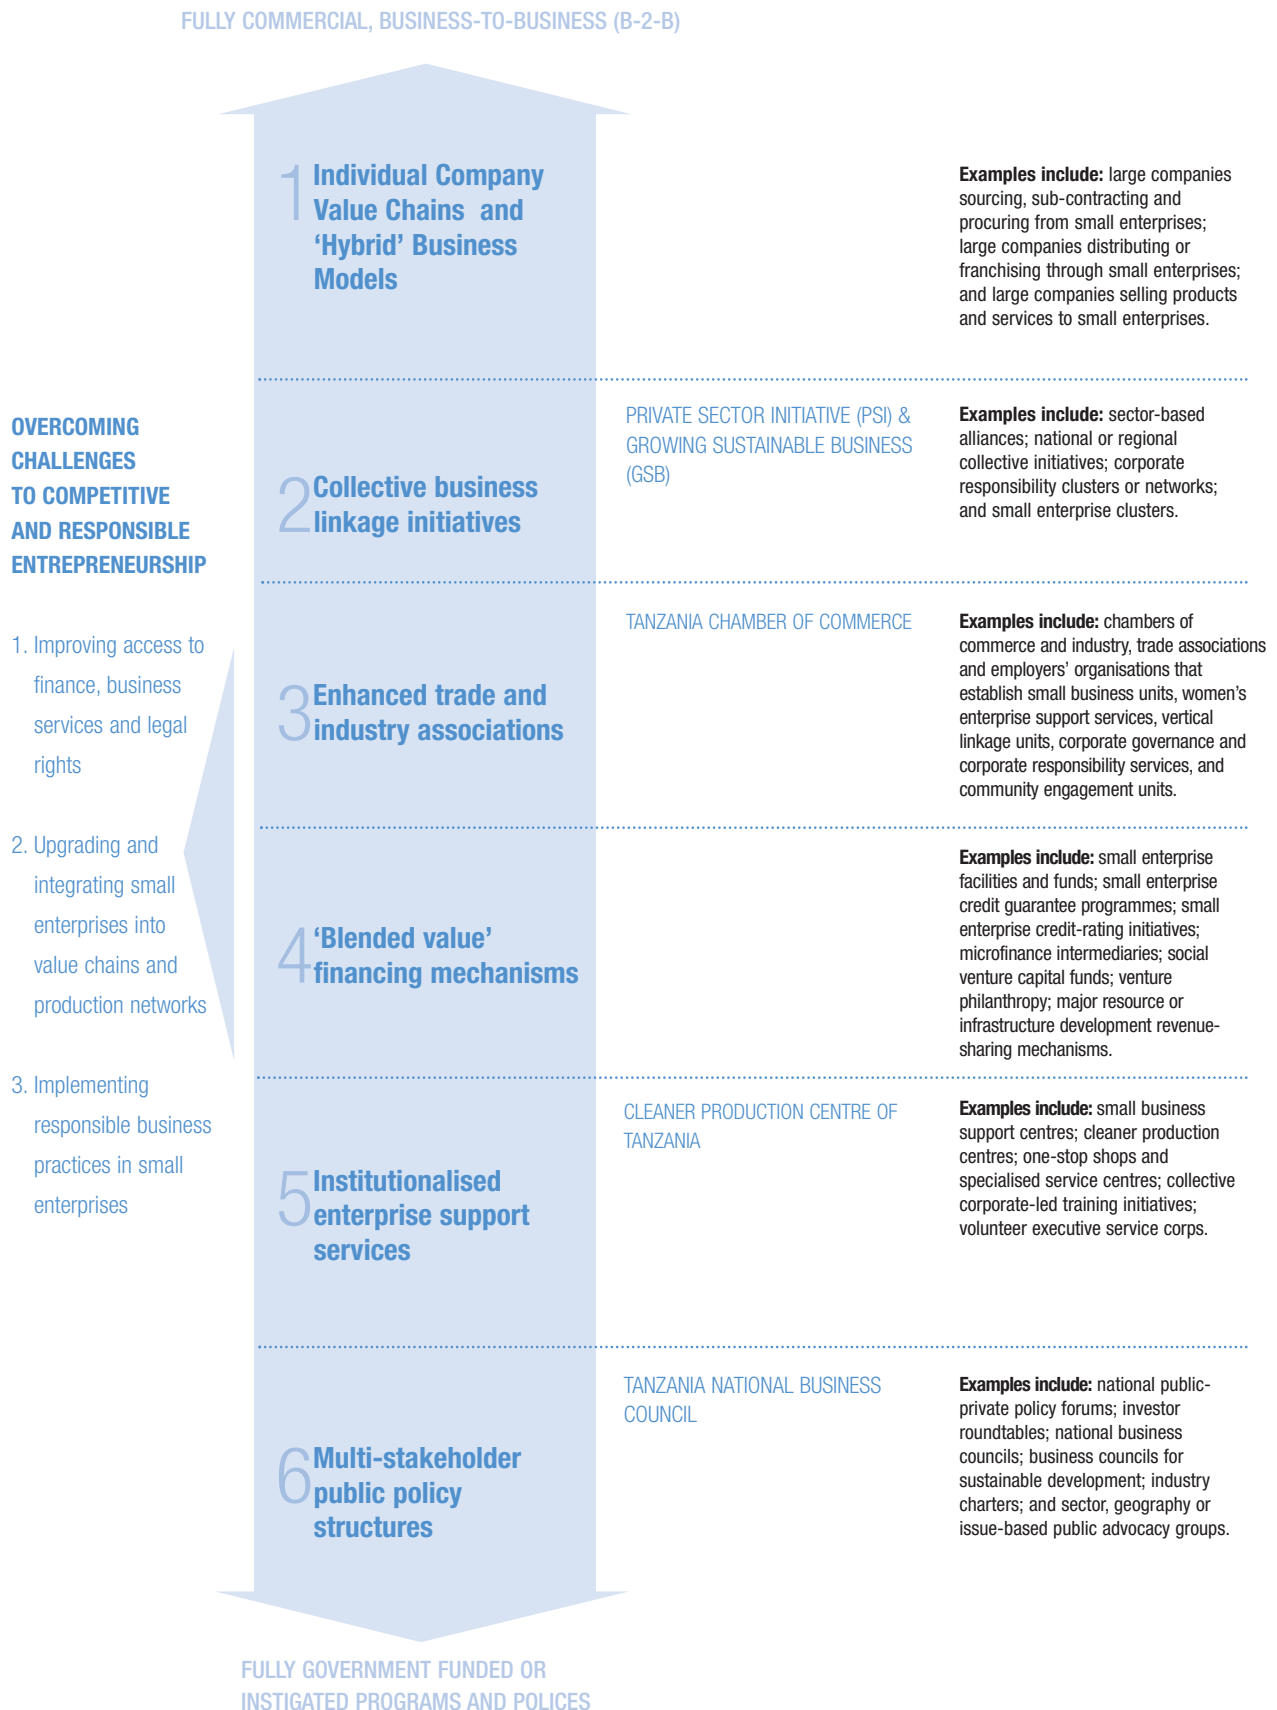 FULLY COMMERCIAL, BUSINESS-TO-BUSINESS (B-2-B)
OVERCOMING
CHALLENGES
TO COMPETITIVE
AND RESPONSIBLE
ENTREPRENEURSHIP
1. Improving access to
finance, business
services and legal
rights
2. Upgrading and
integrating small
enterprises into
value chains and
production networks
3. Implementing
responsible business
practices in small
enterprises
1 Individual Company
Value Chains and
‘Hybrid’ Business
Models
Examples include: large companies
sourcing, sub-contracting and
procuring from small enterprises;
large companies distributing or
franchising through small enterprises;
and large companies selling products
and services to small enterprises.
2 Collective business
linkage initiatives
PRIVATE SECTOR INITIATIVE (PSI) &
GROWING SUSTAINABLE BUSINESS
(GSB)
Examples include: sector-based
alliances; national or regional
collective initiatives; corporate
responsibility clusters or networks;
and small enterprise clusters.
3 Enhanced trade and
industry associations
TANZANIA CHAMBER OF COMMERCE
Examples include: chambers of
commerce and industry, trade associations
and employers’ organisations that
establish small business units, women’s
enterprise support services, vertical
linkage units, corporate governance and
corporate responsibility services, and
community engagement units.
4 ‘Blended value’
financing mechanisms
Examples include: small enterprise
facilities and funds; small enterprise
credit guarantee programmes; small
enterprise credit-rating initiatives;
microfinance intermediaries; social
venture capital funds; venture
philanthropy; major resource or
infrastructure development revenue-
sharing mechanisms.
5 Institutionalised
enterprise support
services
CLEANER PRODUCTION CENTRE OF
TANZANIA
Examples include: small business
support centres; cleaner production
centres; one-stop shops and
specialised service centres; collective
corporate-led training initiatives;
volunteer executive service corps.
6 Multi-stakeholder
public policy
structures
TANZANIA NATIONAL BUSINESS
COUNCIL
Examples include: national public-
private policy forums; investor
roundtables; national business
councils; business councils for
sustainable development; industry
charters; and sector, geography or
issue-based public advocacy groups.
FULLY GOVERNMENT FUNDED OR
INSTIGATED PROGRAMS AND POLICES